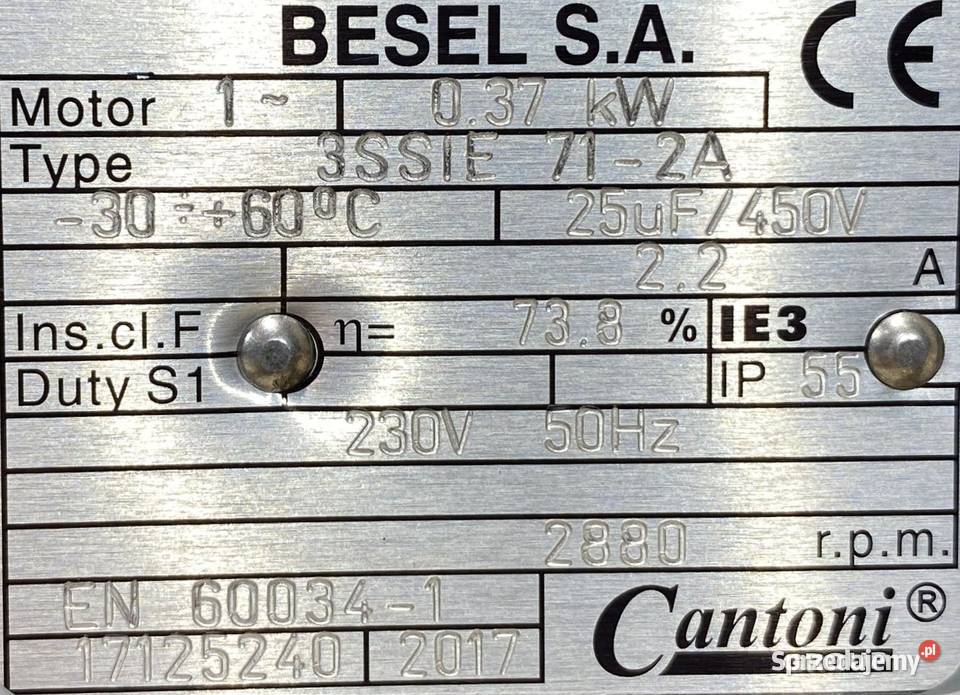 BESEL S.A. CE
Motor 1~ 0.37 kW
Type 3SSIE 71-2A
-30÷+60ºC 25uF/450V
2.2 A
Ins.cl.F η= 73.8 % IE3
Duty S1 IP 55
230V 50Hz
2880 r.p.m.
EN 60034-1
17125240 2017
Cantoni®
Sprzedajemy.pl